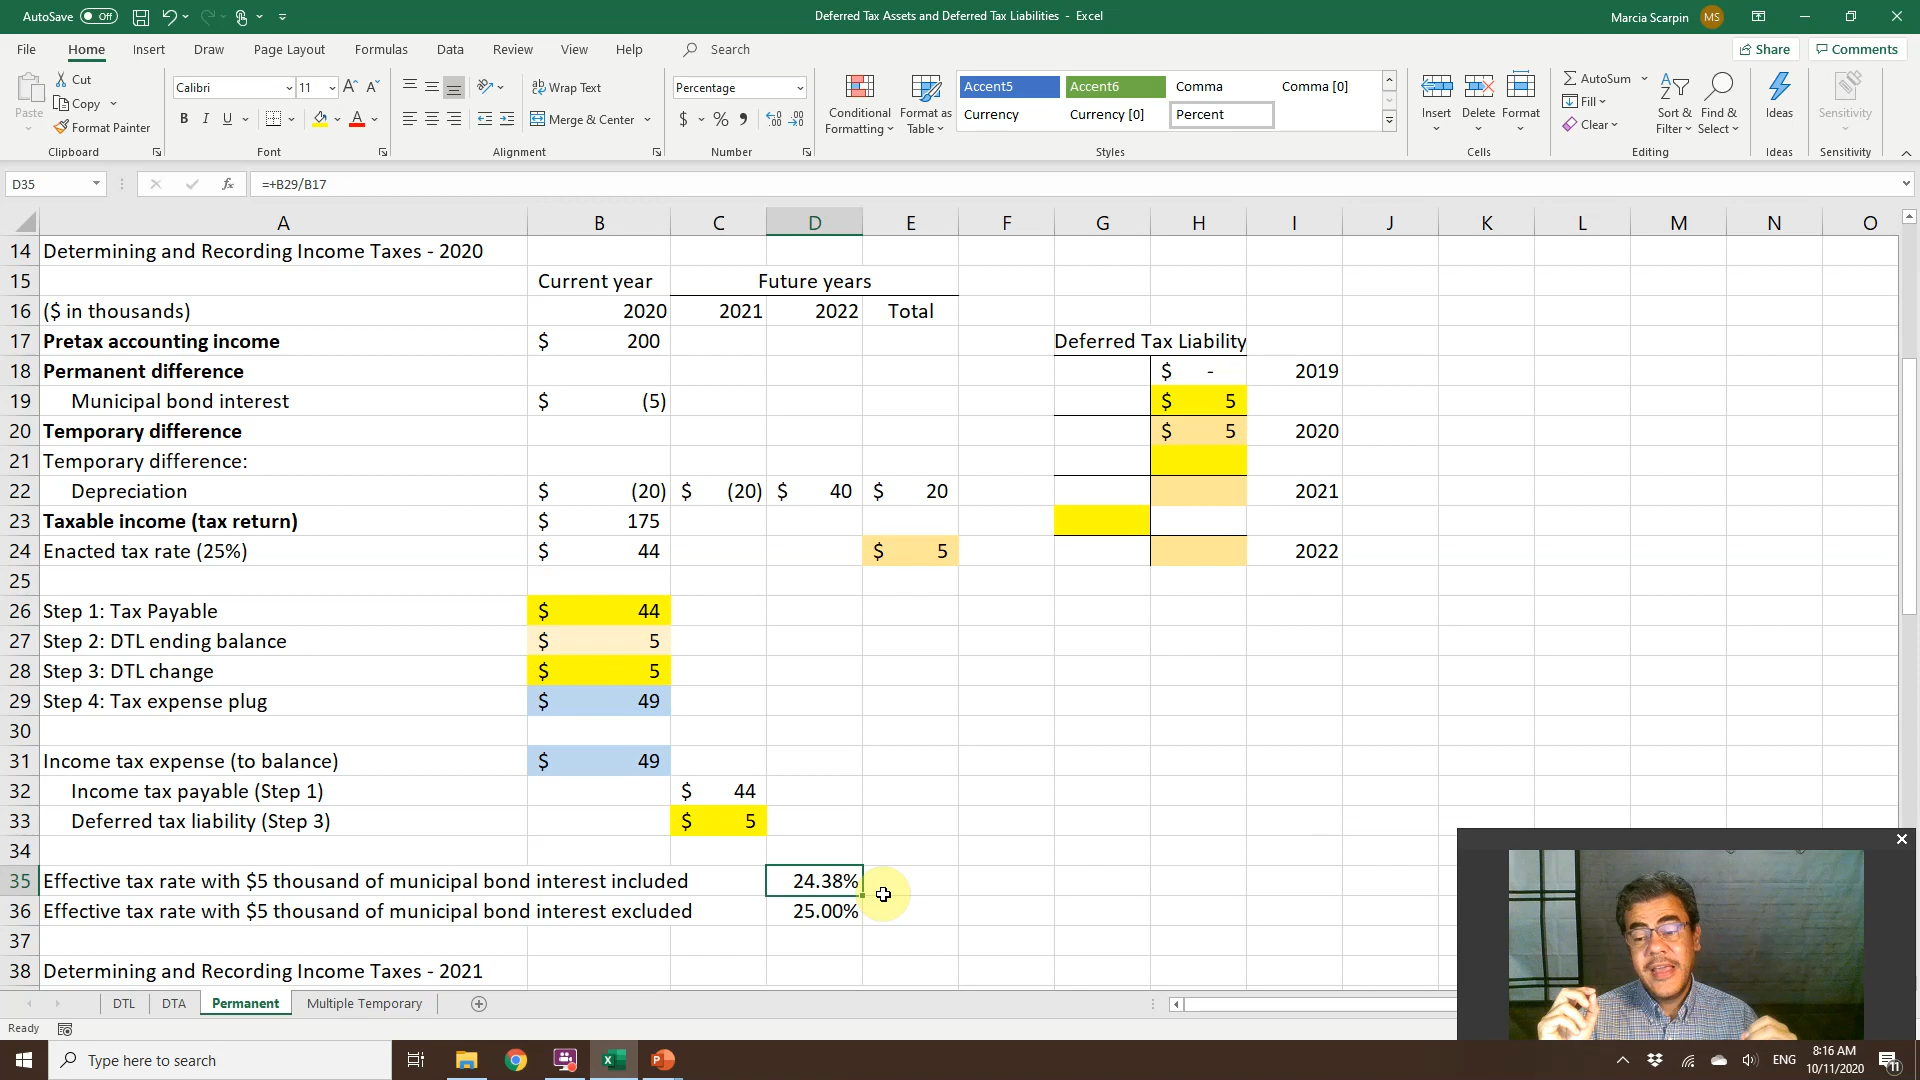 AutoSave Off
Deferred Tax Assets and Deferred Tax Liabilities - Excel
Marcia Scarpin MS
File Home Insert Draw Page Layout Formulas Data Review View Help Search
Share Comments
Paste
Cut
Copy
Format Painter
Clipboard
Calibri 11
B I U
Font
Wrap Text
Merge & Center
Alignment
Percentage
$ % 9
Number
Conditional Formatting
Format as Table
Accent5 Accent6 Comma Comma [0]
Currency Currency [0] Percent
Styles
Insert Delete Format
Cells
AutoSum
Fill
Clear
Sort & Filter
Find & Select
Editing
Ideas
Ideas
Sensitivity
Sensitivity
D35 fx =+B29/B17
A B C D E F G H I J K L M N O
14 Determining and Recording Income Taxes - 2020
15 Current year Future years
16 ($ in thousands) 2020 2021 2022 Total
17 Pretax accounting income $ 200 Deferred Tax Liability
18 Permanent difference $ - 2019
19 Municipal bond interest $ (5) $ 5
20 Temporary difference $ 5 2020
21 Temporary difference:
22 Depreciation $ (20) $ (20) $ 40 $ 20 2021
23 Taxable income (tax return) $ 175
24 Enacted tax rate (25%) $ 44 $ 5 2022
25
26 Step 1: Tax Payable $ 44
27 Step 2: DTL ending balance $ 5
28 Step 3: DTL change $ 5
29 Step 4: Tax expense plug $ 49
30
31 Income tax expense (to balance) $ 49
32 Income tax payable (Step 1) $ 44
33 Deferred tax liability (Step 3) $ 5
34
35 Effective tax rate with $5 thousand of municipal bond interest included 24.38%
36 Effective tax rate with $5 thousand of municipal bond interest excluded 25.00%
37
38 Determining and Recording Income Taxes - 2021
DTL DTA Permanent Multiple Temporary
Ready
Type here to search
ENG
8:16 AM
10/11/2020
11